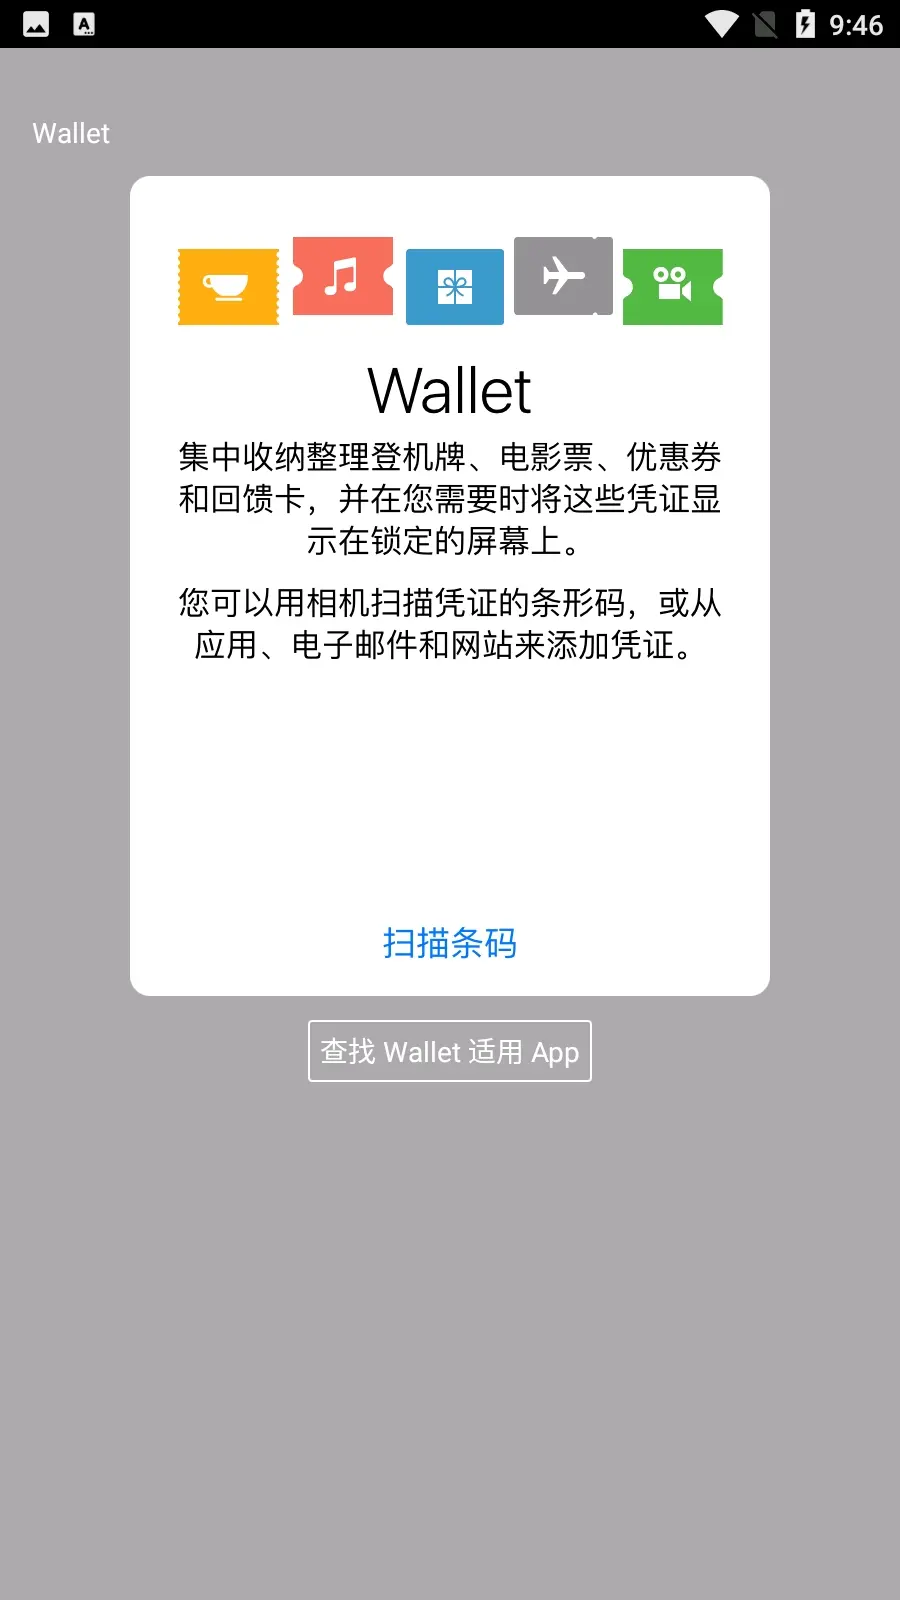 9:46
Wallet
Wallet
集中收纳整理登机牌、电影票、优惠券
和回馈卡，并在您需要时将这些凭证显
示在锁定的屏幕上。
您可以用相机扫描凭证的条形码，或从
应用、电子邮件和网站来添加凭证。
扫描条码
查找 Wallet 适用 App